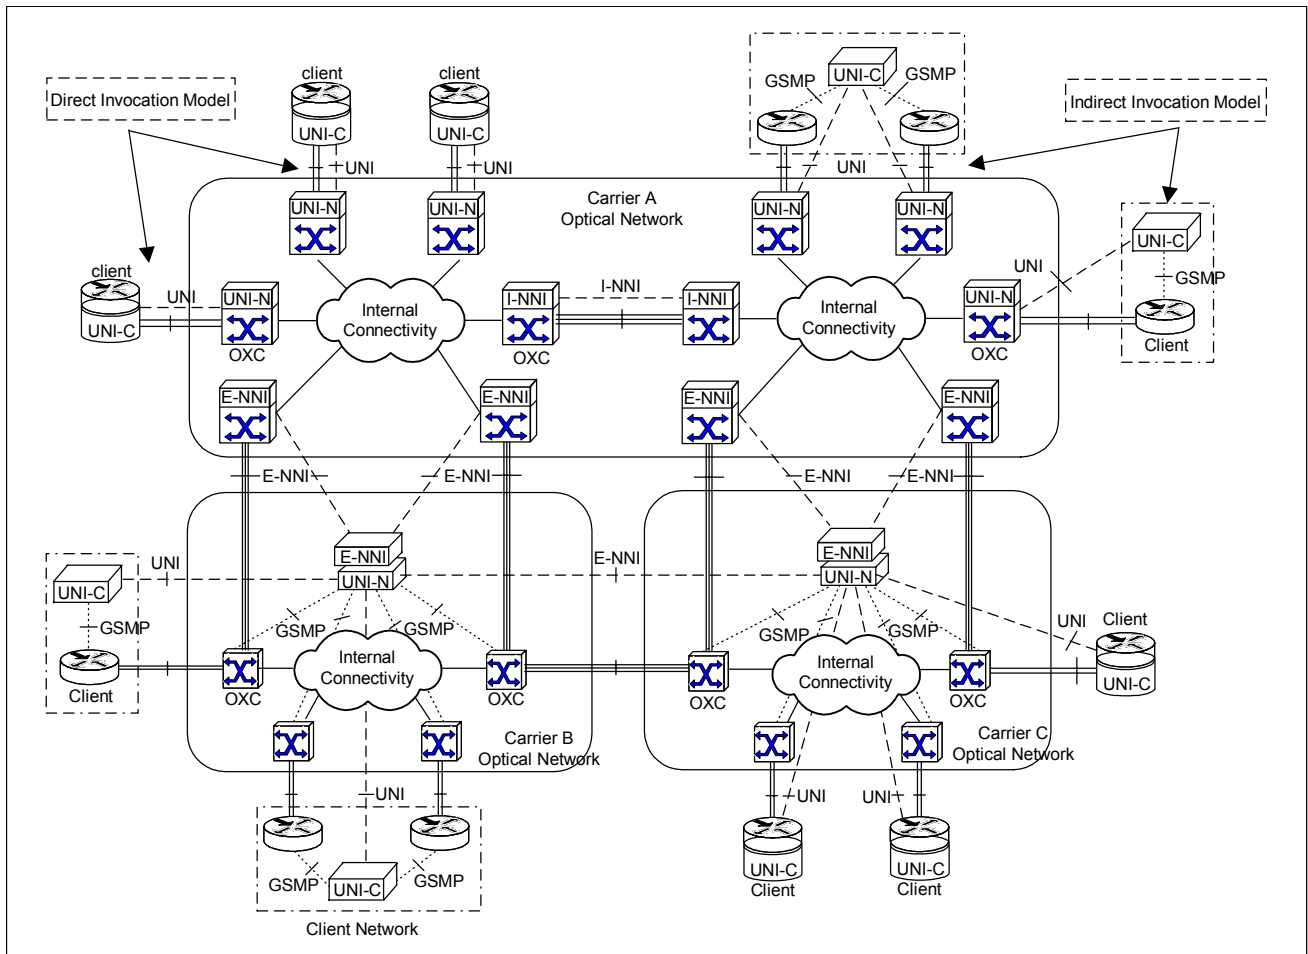 client
client
GSMP
UNI-C
GSMP
Direct Invocation Model
Indirect Invocation Model
UNI-C
UNI-C
UNI
UNI
UNI
UNI-N
UNI-N
Carrier A
Optical Network
UNI-N
UNI-N
UNI-C
client
UNI
GSMP
UNI
UNI-N
Internal
Connectivity
I-NNI
I-NNI
I-NNI
Internal
Connectivity
UNI-N
UNI-C
OXC
OXC
OXC
Client
E-NNI
E-NNI
E-NNI
E-NNI
E-NNI
E-NNI
E-NNI
E-NNI
E-NNI
E-NNI
E-NNI
UNI
UNI-N
UNI-N
UNI-C
GSMP
GSMP
GSMP
GSMP
GSMP
UNI
Client
Internal
Connectivity
Internal
Connectivity
UNI-C
Client
OXC
OXC
OXC
OXC
Carrier B
Optical Network
Carrier C
Optical Network
UNI
UNI
UNI
GSMP
UNI-C
GSMP
UNI-C
Client
UNI-C
Client
Client Network